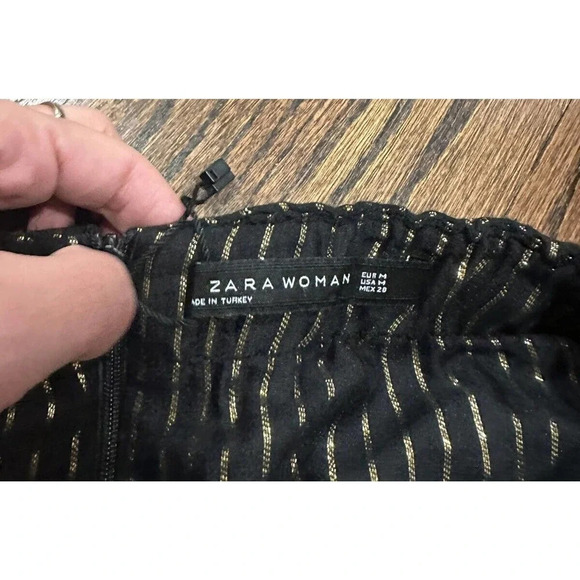 ZARA WOMAN
EUR M
USA M
MEX 28
ADE IN TURKEY